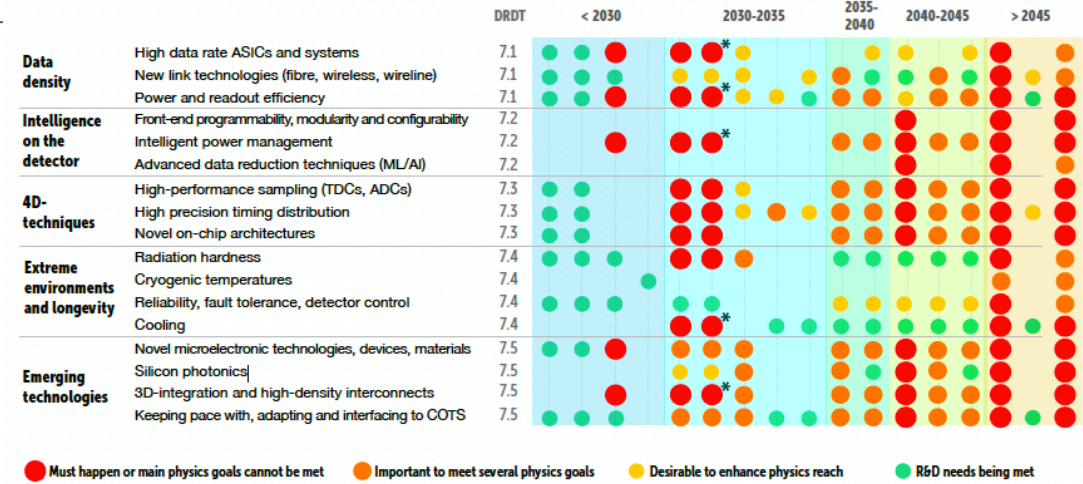 DRDT < 2030 2030-2035 2035-2040 2040-2045 > 2045
Data density
High data rate ASICs and systems 7.1 *
New link technologies (fibre, wireless, wireline) 7.1
Power and readout efficiency 7.1 *
Intelligence on the detector
Front-end programmability, modularity and configurability 7.2
Intelligent power management 7.2 *
Advanced data reduction techniques (ML/AI) 7.2
4D-techniques
High-performance sampling (TDCs, ADCs) 7.3
High precision timing distribution 7.3
Novel on-chip architectures 7.3
Extreme environments and longevity
Radiation hardness 7.4
Cryogenic temperatures 7.4
Reliability, fault tolerance, detector control 7.4
Cooling 7.4 *
Emerging technologies
Novel microelectronic technologies, devices, materials 7.5
Silicon photonics 7.5
3D-integration and high-density interconnects 7.5 *
Keeping pace with, adapting and interfacing to COTS 7.5
Must happen or main physics goals cannot be met Important to meet several physics goals Desirable to enhance physics reach R&D needs being met